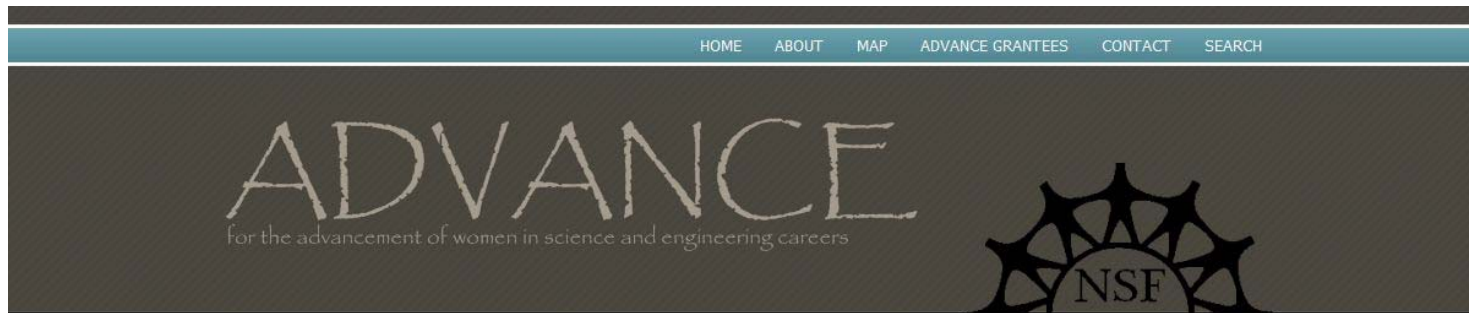 HOME ABOUT MAP ADVANCE GRANTEES CONTACT SEARCH
ADVANCE
for the advancement of women in science and engineering careers
NSF